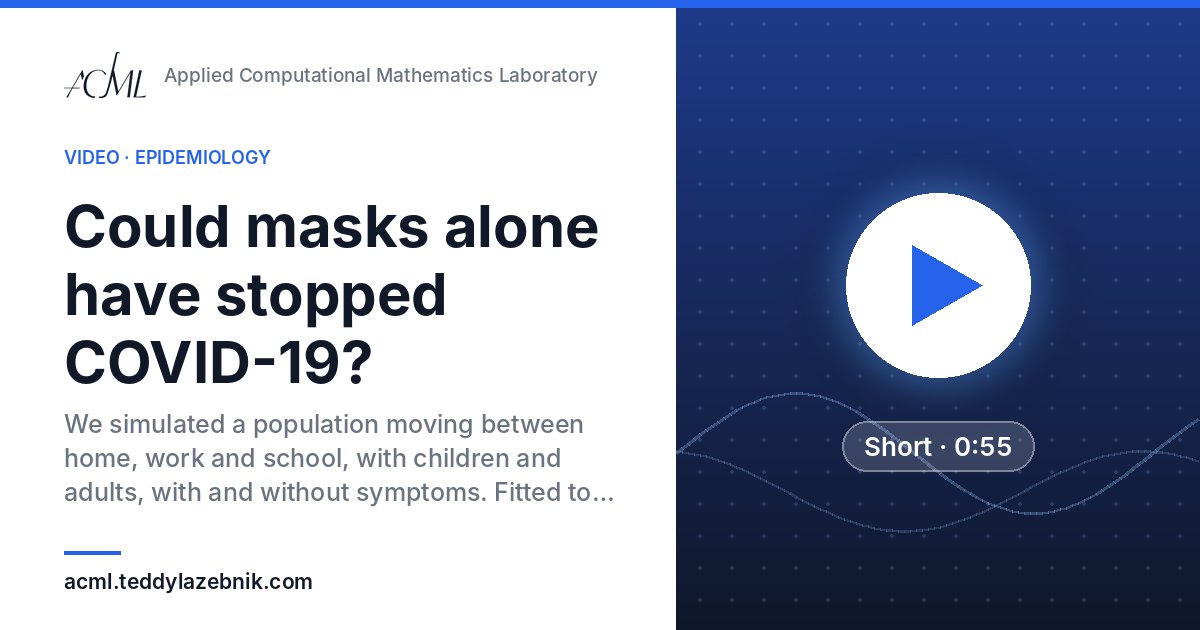 ACML Applied Computational Mathematics Laboratory
VIDEO · EPIDEMIOLOGY
Could masks alone
have stopped
COVID-19?
We simulated a population moving between
home, work and school, with children and
adults, with and without symptoms. Fitted to…
acml.teddylazebnik.com
Short · 0:55